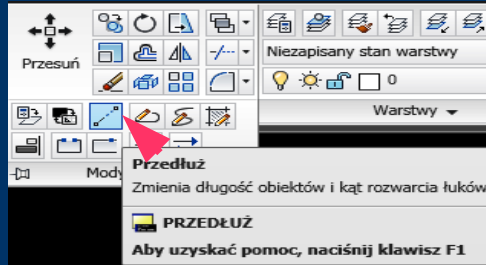 Przesuń
Niezapisany stan warstwy
0
Warstwy
Mody
Przedłuż
Zmienia długość obiektów i kąt rozwarcia łuków
PRZEDŁUŻ
Aby uzyskać pomoc, naciśnij klawisz F1